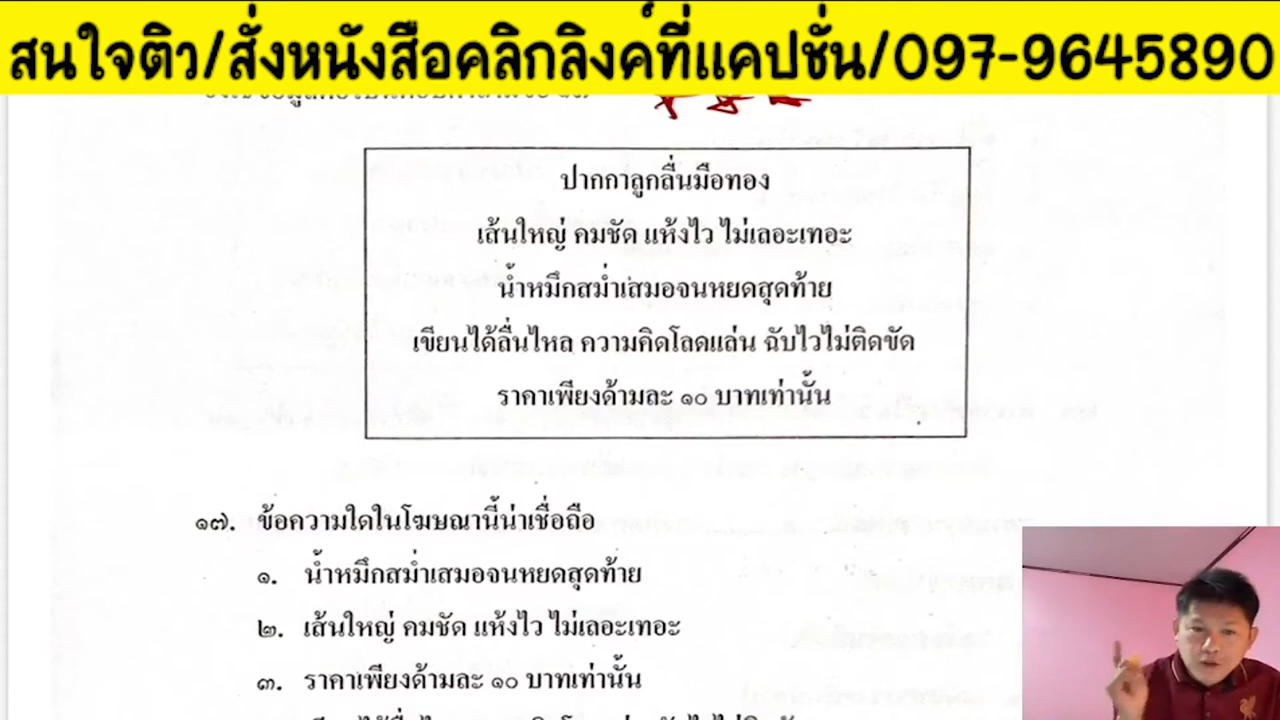 สนใจติว/สั่งหนังสือคลิกลิงค์ที่แคปชั่น/097-9645890
ปากกาลูกลื่นมือทอง
เส้นใหญ่ คมชัด แห้งไว ไม่เลอะเทอะ
น้ำหมึกสม่ำเสมอจนหยดสุดท้าย
เขียนได้ลื่นไหล ความคิดโลดแล่น ฉับไวไม่ติดขัด
ราคาเพียงด้ามละ ๑๐ บาทเท่านั้น
๑๗. ข้อความใดในโฆษณานี้น่าเชื่อถือ
๑. น้ำหมึกสม่ำเสมอจนหยดสุดท้าย
๒. เส้นใหญ่ คมชัด แห้งไว ไม่เลอะเทอะ
๓. ราคาเพียงด้ามละ ๑๐ บาทเท่านั้น